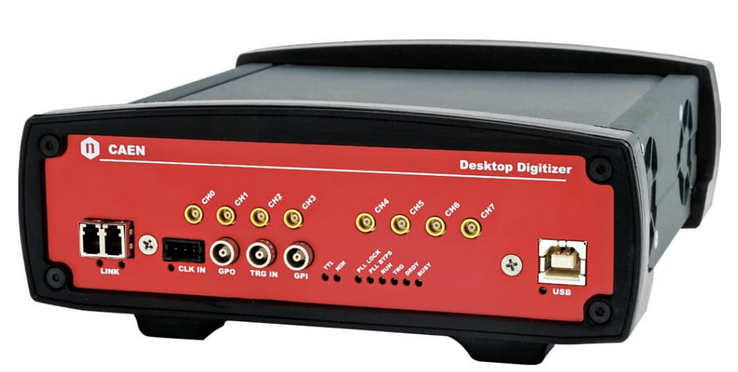 n CAEN
Desktop Digitizer
CH0 CH1 CH2 CH3 CH4 CH5 CH6 CH7
LINK CLK IN GPO TRG IN GPI TTL NIM PLL LOCK PLL BYPS RUN TRG DRDY BUSY USB